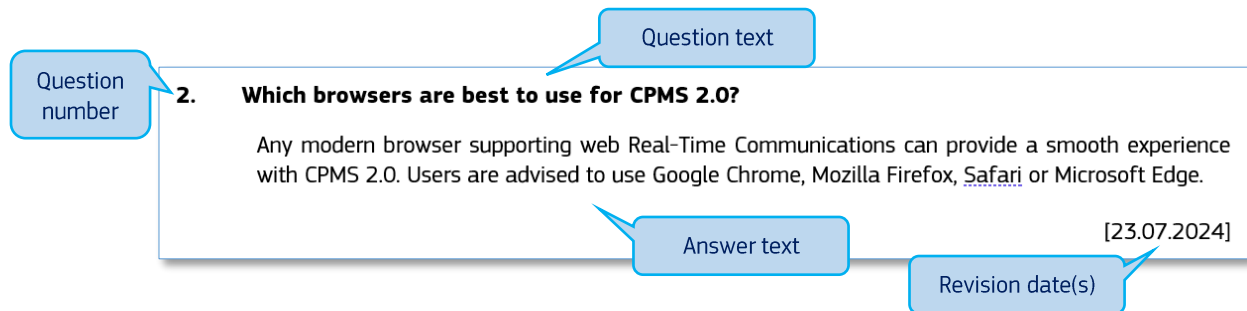 Question text
Question
number
2. Which browsers are best to use for CPMS 2.0?
Any modern browser supporting web Real-Time Communications can provide a smooth experience
with CPMS 2.0. Users are advised to use Google Chrome, Mozilla Firefox, Safari or Microsoft Edge.
[23.07.2024]
Answer text
Revision date(s)